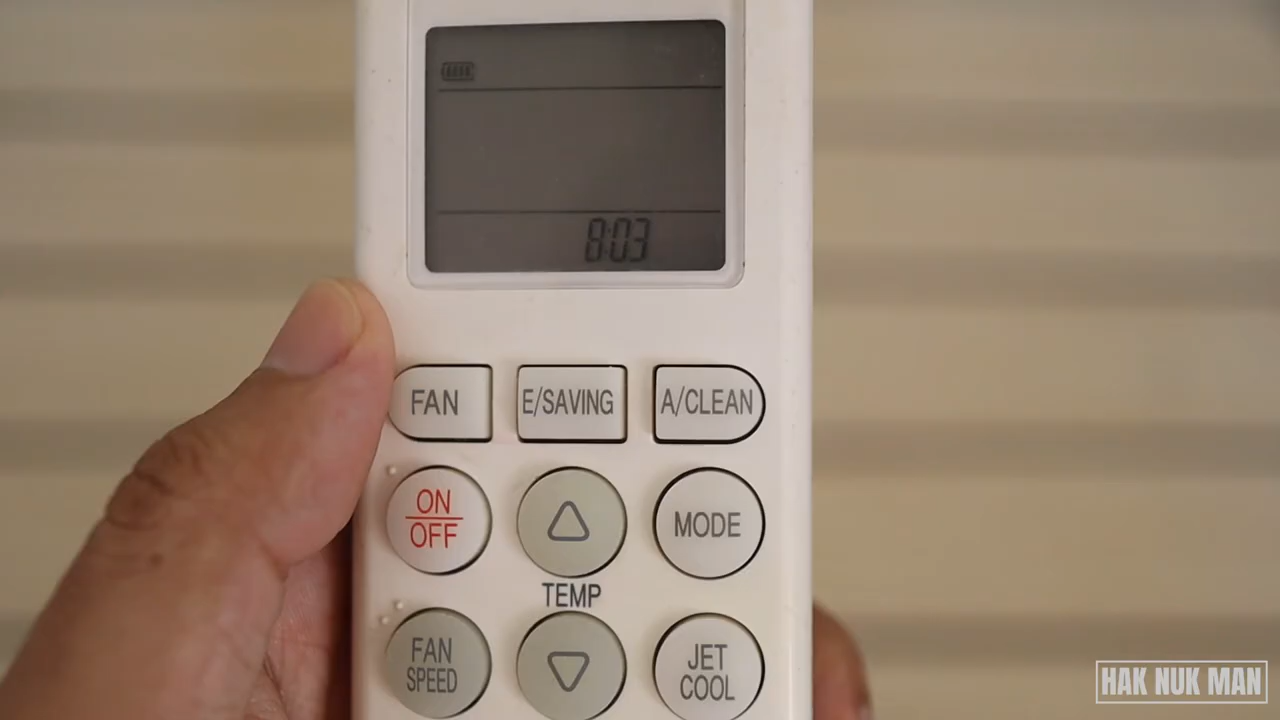 8:03
FAN
E/SAVING
A/CLEAN
ON
OFF
MODE
TEMP
FAN
SPEED
JET
COOL
HAK NUK MAN